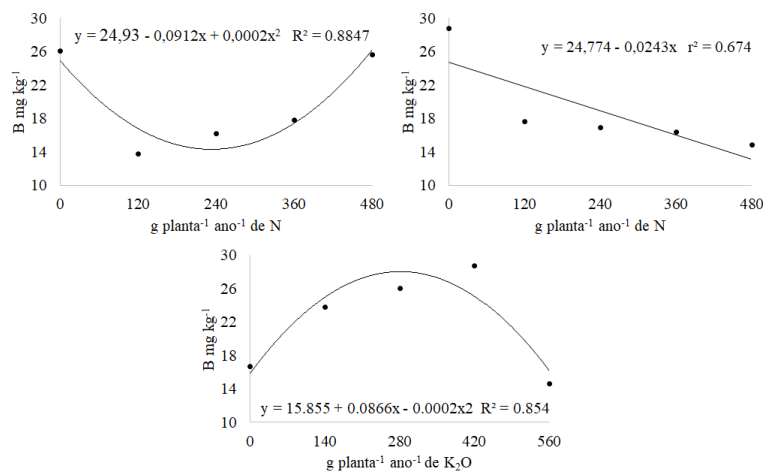 y = 24,93 - 0,0912x + 0,0002x² R² = 0.8847
B mg kg⁻¹
30
26
22
18
14
10
0 120 240 360 480
g planta⁻¹ ano⁻¹ de N
y = 24,774 - 0,0243x r² = 0.674
B mg kg⁻¹
30
26
22
18
14
10
0 120 240 360 480
g planta⁻¹ ano⁻¹ de N
B mg kg⁻¹
30
26
22
18
14
10
y = 15.855 + 0.0866x - 0.0002x2 R² = 0.854
0 140 280 420 560
g planta⁻¹ ano⁻¹ de K₂O